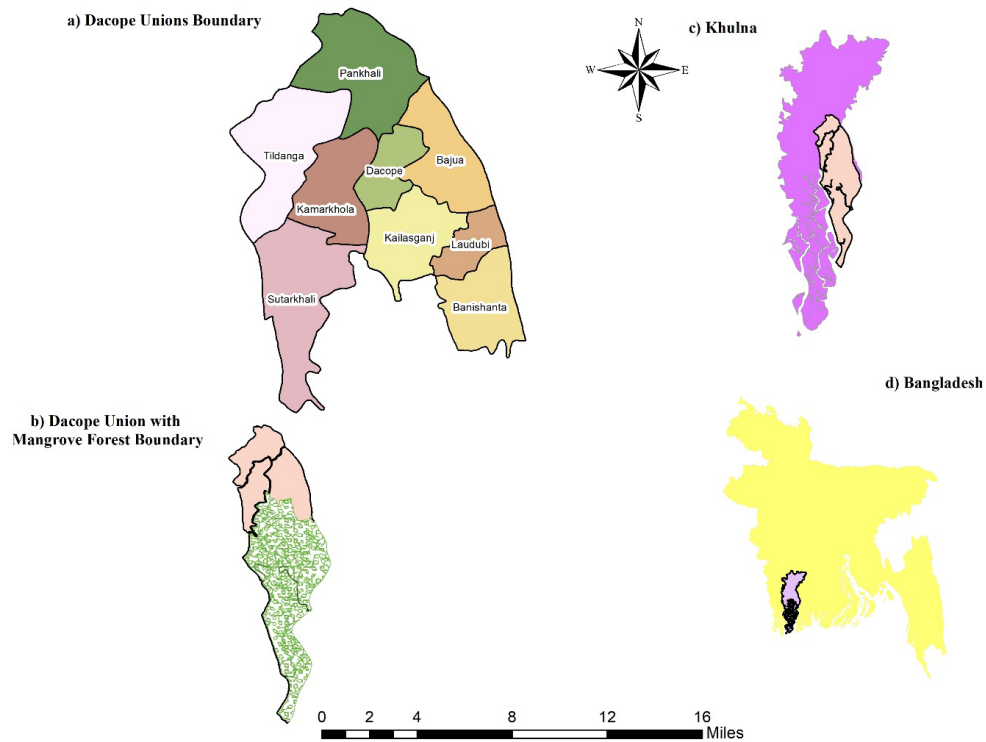 a) Dacope Unions Boundary
Pankhali
Tildanga
Bajua
Dacope
Kamarkhola
Kailasganj
Laudubi
Sutarkhali
Banishanta
N
W
E
S
c) Khulna
b) Dacope Union with
Mangrove Forest Boundary
d) Bangladesh
0 2 4 8 12 16
Miles